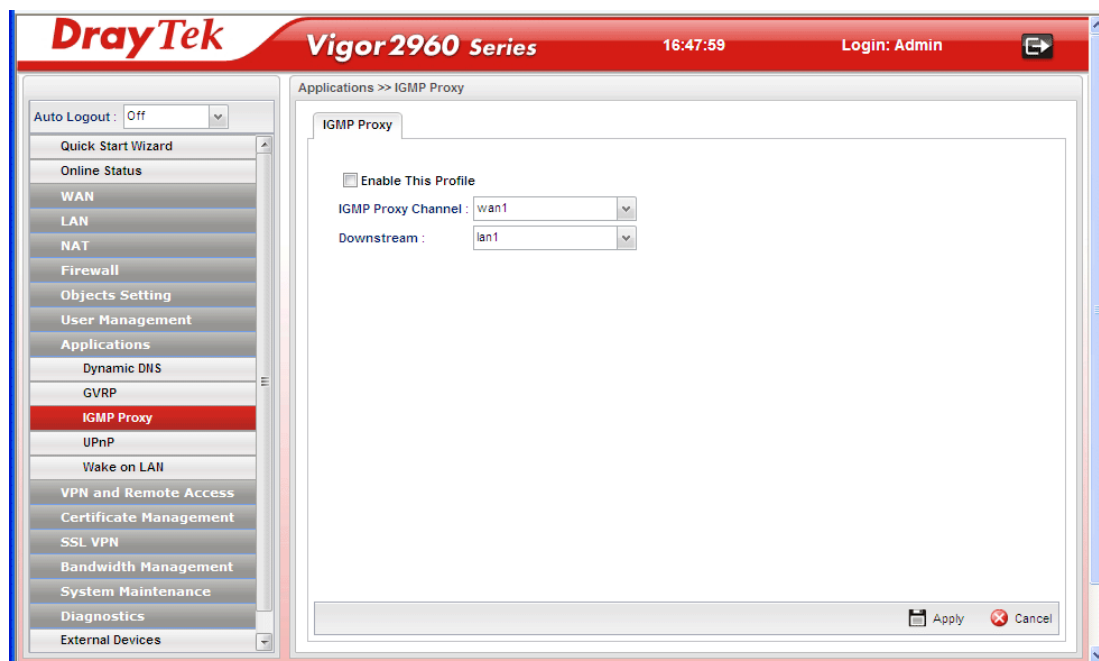 DrayTek
Vigor2960 Series
16:47:59
Login: Admin
Auto Logout : Off
Quick Start Wizard
Online Status
WAN
LAN
NAT
Firewall
Objects Setting
User Management
Applications
Dynamic DNS
GVRP
IGMP Proxy
UPnP
Wake on LAN
VPN and Remote Access
Certificate Management
SSL VPN
Bandwidth Management
System Maintenance
Diagnostics
External Devices
Applications >> IGMP Proxy
IGMP Proxy
Enable This Profile
IGMP Proxy Channel : wan1
Downstream : lan1
Apply
Cancel